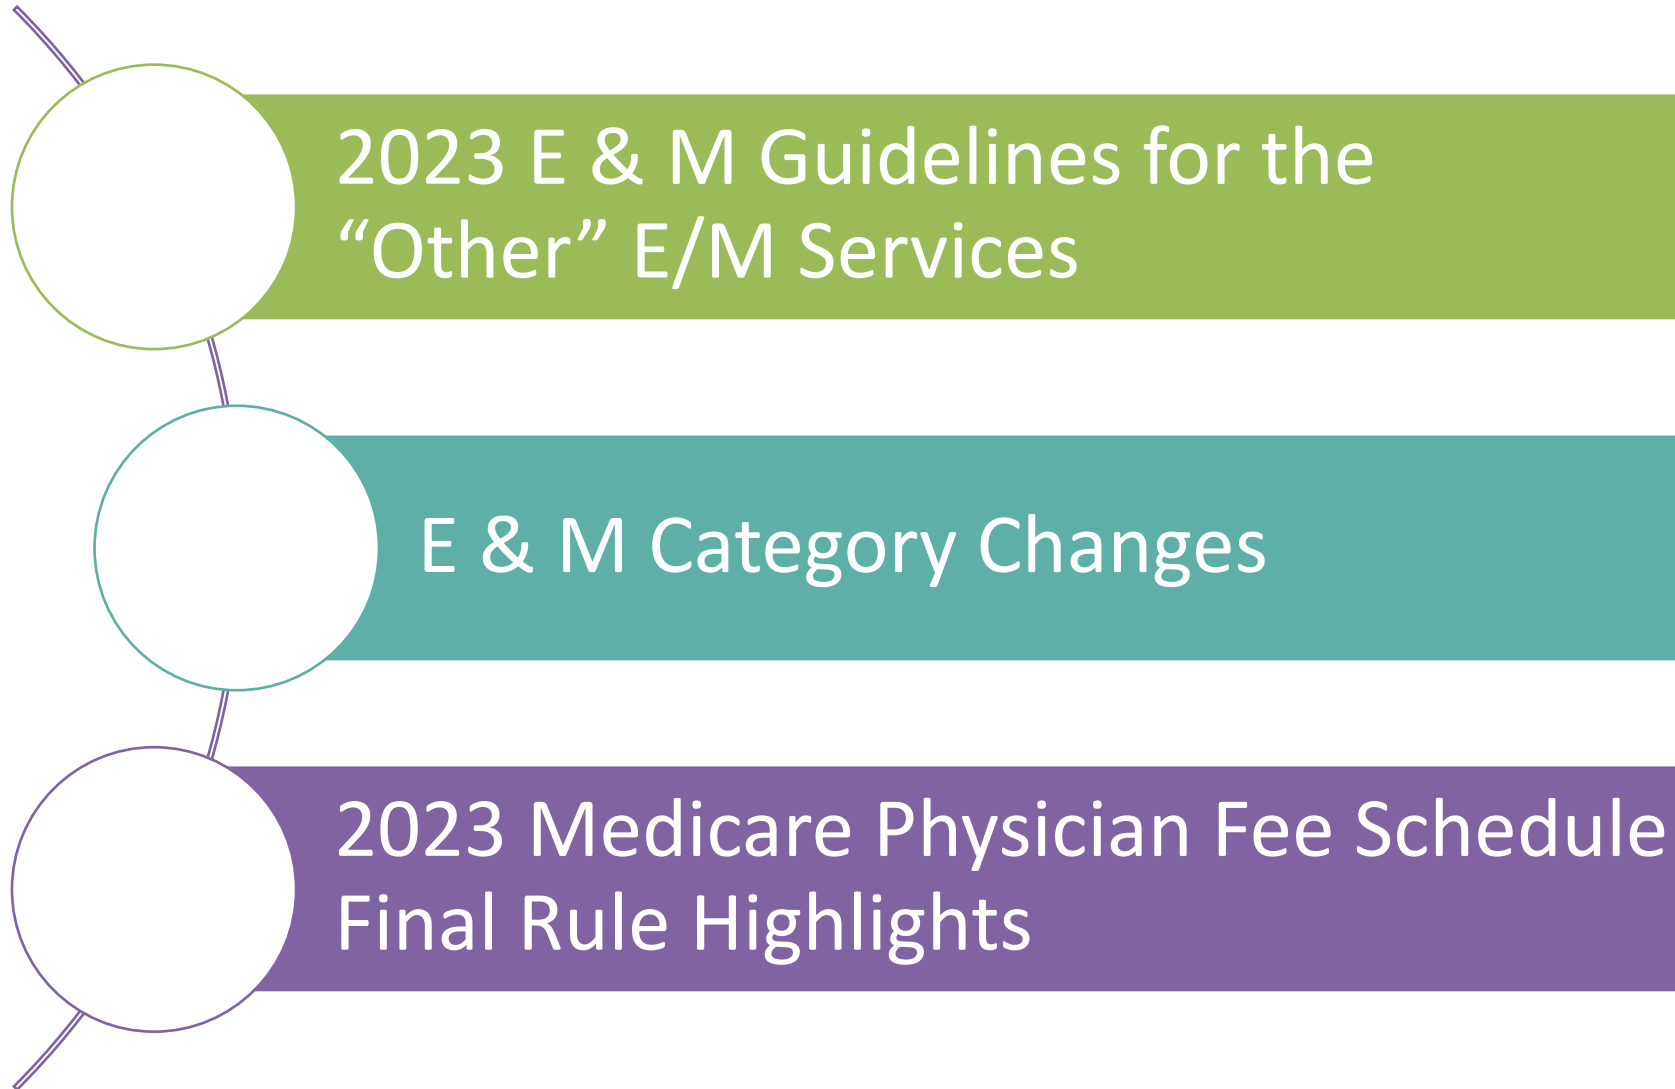 2023 E & M Guidelines for the
“Other” E/M Services
E & M Category Changes
2023 Medicare Physician Fee Schedule
Final Rule Highlights